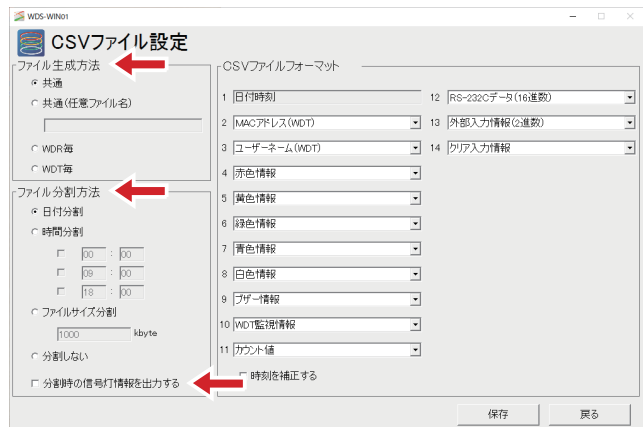 WDS-WIN01
CSVファイル設定
ファイル生成方法
共通
共通(任意ファイル名)
WDR毎
WDT毎
ファイル分割方法
日付分割
時間分割
00 : 00
09 : 00
18 : 00
ファイルサイズ分割
1000 kbyte
分割しない
分割時の信号灯情報を出力する
CSVファイルフォーマット
1 日付時刻
2 MACアドレス(WDT)
3 ユーザーネーム(WDT)
4 赤色情報
5 黄色情報
6 緑色情報
7 青色情報
8 白色情報
9 ブザー情報
10 WDT監視情報
11 カウント値
時刻を補正する
12 RS-232Cデータ(16進数)
13 外部入力情報(2進数)
14 クリア入力情報
保存
戻る